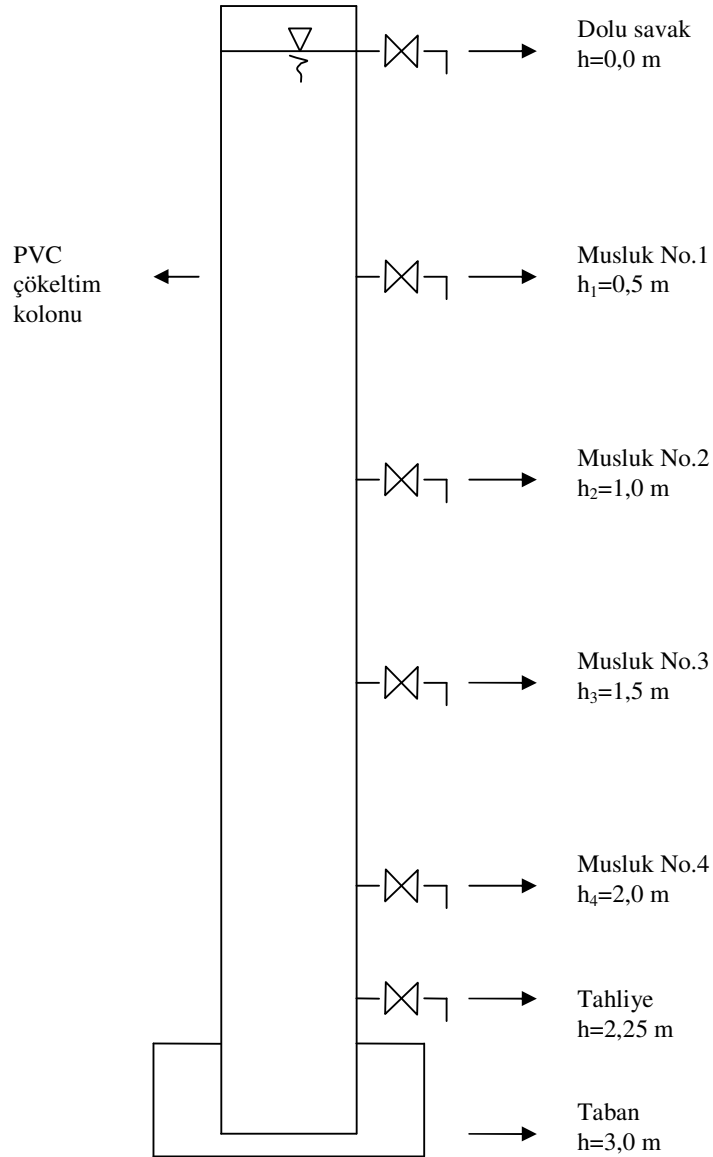 Dolu savak
h=0,0 m
PVC
çökeltim
kolonu
Musluk No.1
h₁=0,5 m
Musluk No.2
h₂=1,0 m
Musluk No.3
h₃=1,5 m
Musluk No.4
h₄=2,0 m
Tahliye
h=2,25 m
Taban
h=3,0 m